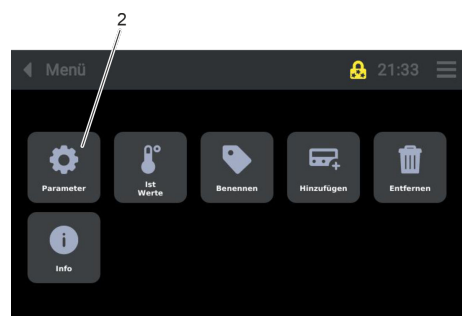 2
Menü
21:33
Parameter
Ist
Werte
Benennen
Hinzufügen
Entfernen
Info